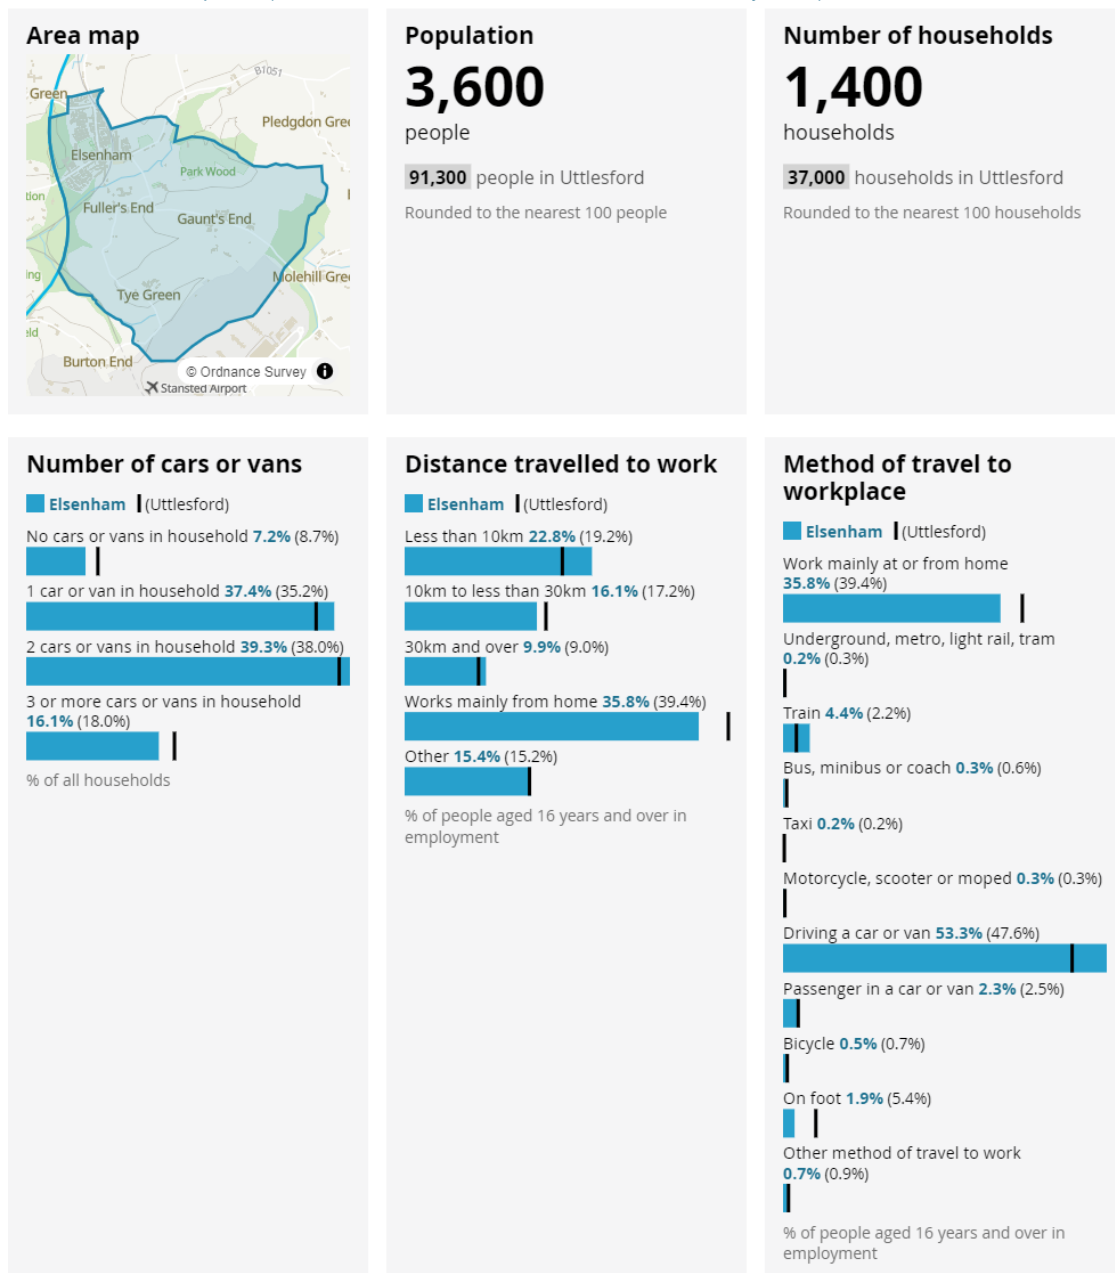 Area map
B1051
Green
Pledgdon Gree
Elsenham
Park Wood
tion
Fuller's End
Gaunt's End
ing
Molehill Gree
Tye Green
ld
Burton End
© Ordnance Survey
Stansted Airport
Population
3,600
people
91,300 people in Uttlesford
Rounded to the nearest 100 people
Number of households
1,400
households
37,000 households in Uttlesford
Rounded to the nearest 100 households
Number of cars or vans
Elsenham (Uttlesford)
No cars or vans in household 7.2% (8.7%)
1 car or van in household 37.4% (35.2%)
2 cars or vans in household 39.3% (38.0%)
3 or more cars or vans in household
16.1% (18.0%)
% of all households
Distance travelled to work
Elsenham (Uttlesford)
Less than 10km 22.8% (19.2%)
10km to less than 30km 16.1% (17.2%)
30km and over 9.9% (9.0%)
Works mainly from home 35.8% (39.4%)
Other 15.4% (15.2%)
% of people aged 16 years and over in
employment
Method of travel to
workplace
Elsenham (Uttlesford)
Work mainly at or from home
35.8% (39.4%)
Underground, metro, light rail, tram
0.2% (0.3%)
Train 4.4% (2.2%)
Bus, minibus or coach 0.3% (0.6%)
Taxi 0.2% (0.2%)
Motorcycle, scooter or moped 0.3% (0.3%)
Driving a car or van 53.3% (47.6%)
Passenger in a car or van 2.3% (2.5%)
Bicycle 0.5% (0.7%)
On foot 1.9% (5.4%)
Other method of travel to work
0.7% (0.9%)
% of people aged 16 years and over in
employment